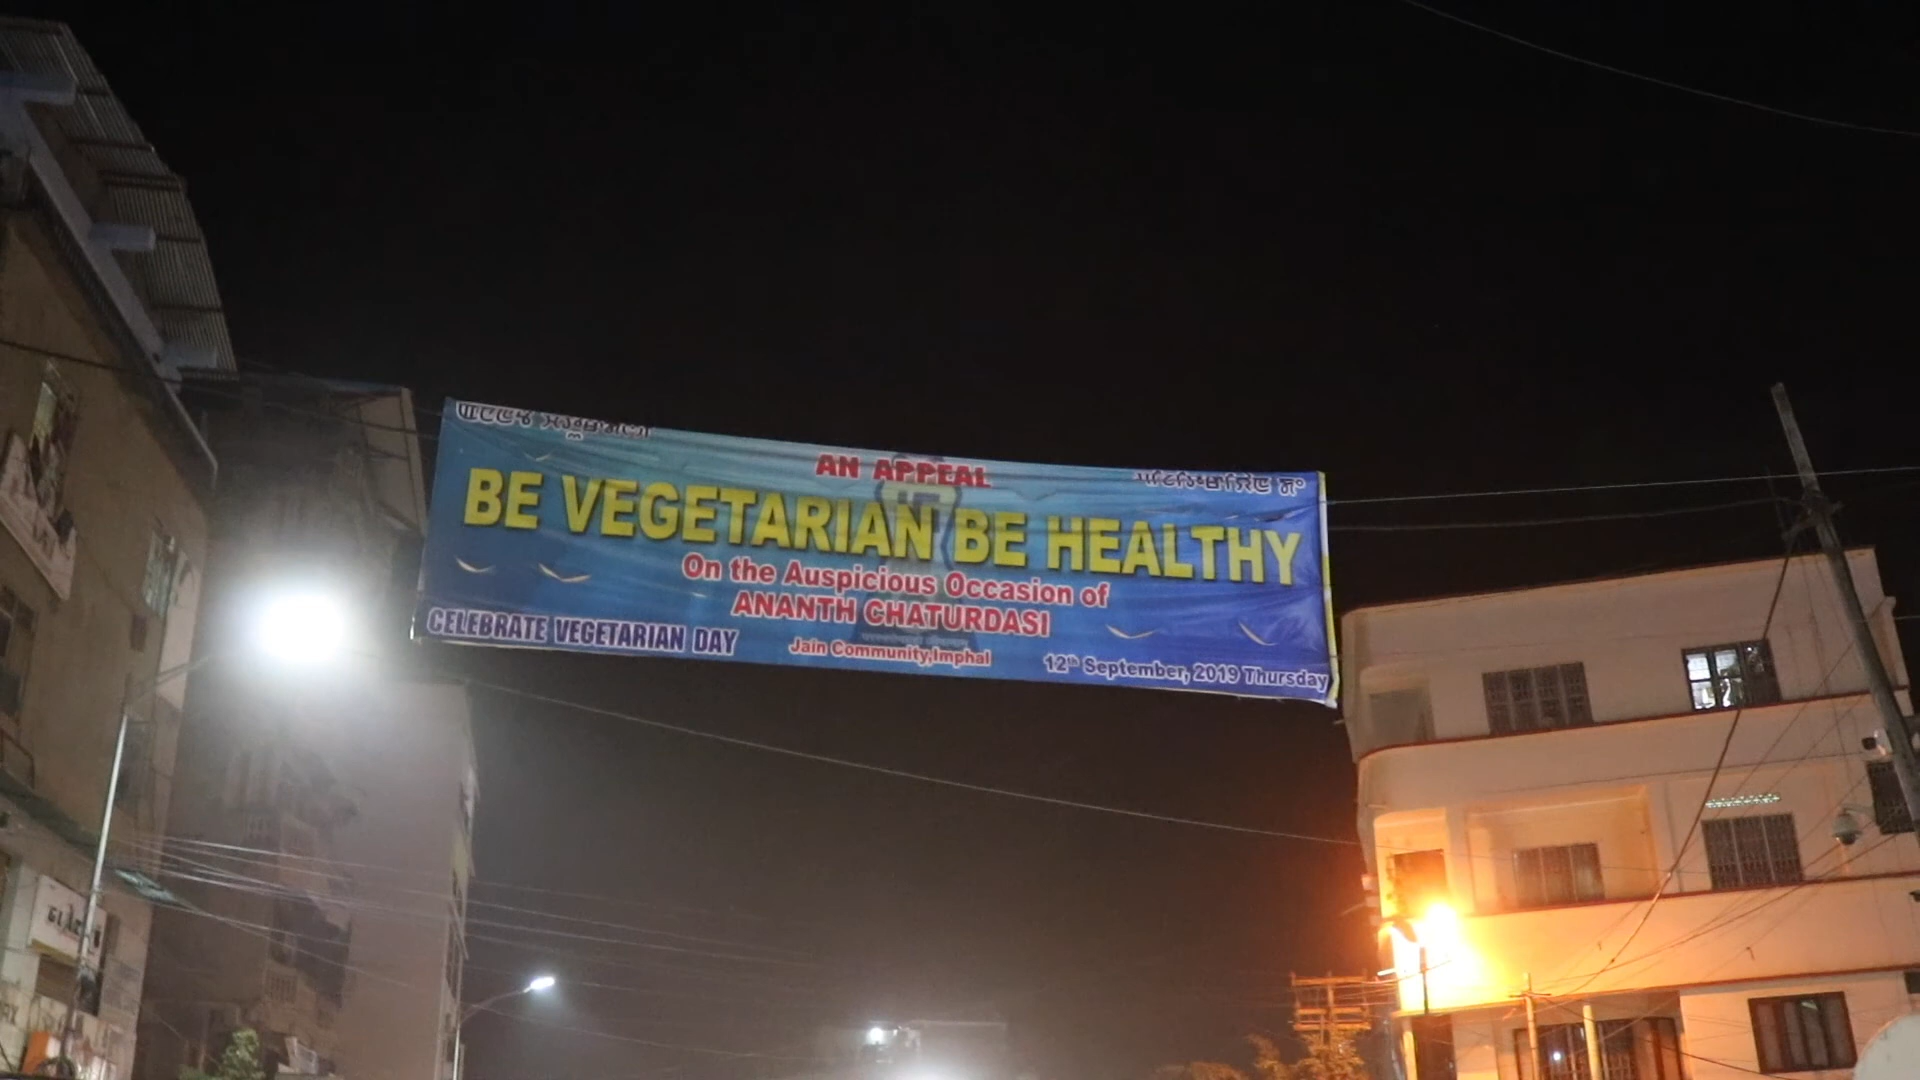 AN APPEAL
BE VEGETARIAN BE HEALTHY
On the Auspicious Occasion of
ANANTH CHATURDASI
CELEBRATE VEGETARIAN DAY
Jain Community,Imphal
12th September, 2019 Thursday